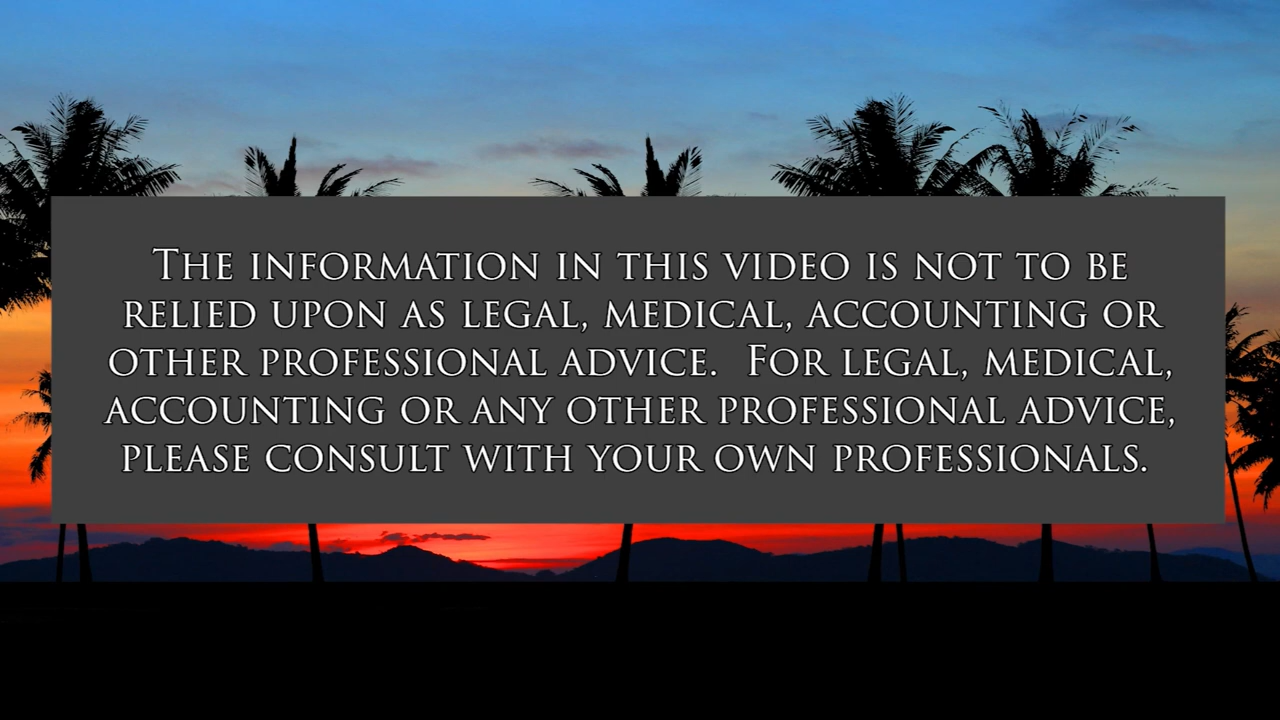 The information in this video is not to be
relied upon as legal, medical, accounting or
other professional advice.  For legal, medical,
accounting or any other professional advice,
please consult with your own professionals.